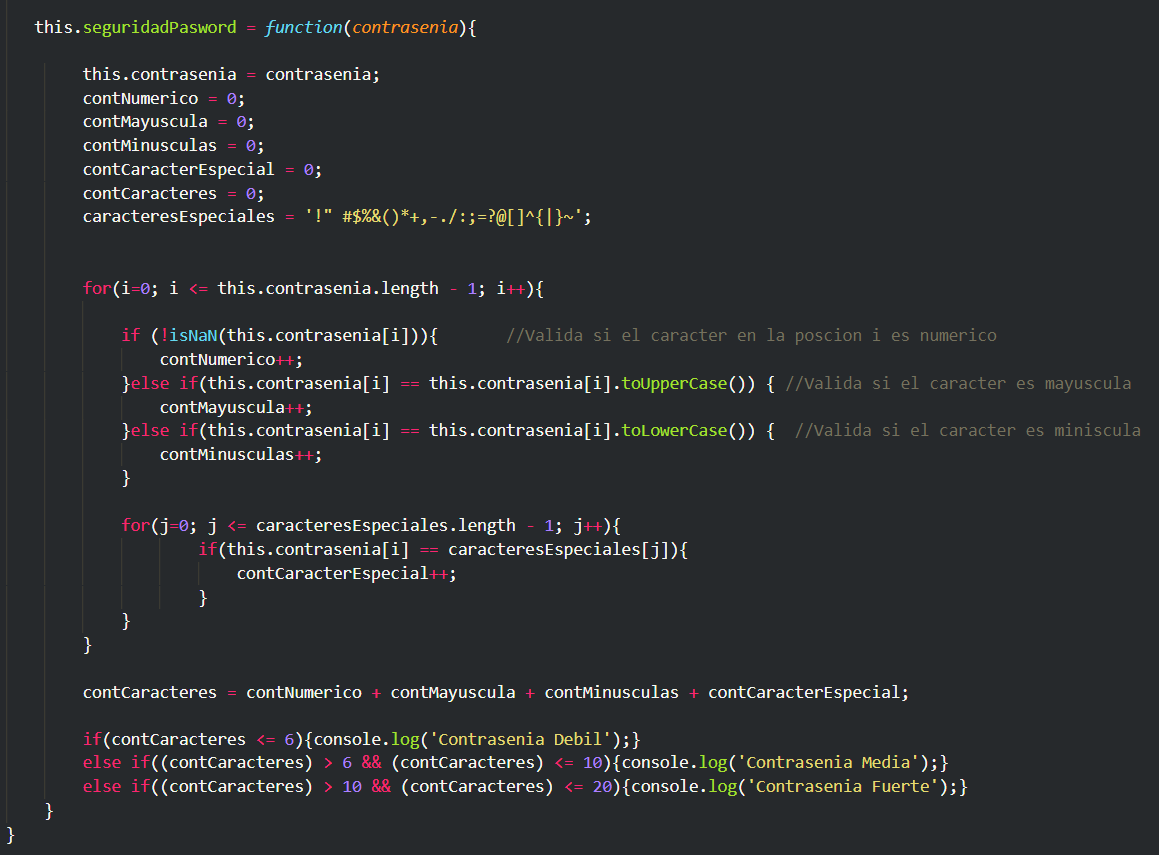 this.seguridadPasword = function(contrasenia){
this.contrasenia = contrasenia;
contNumerico = 0;
contMayuscula = 0;
contMinusculas = 0;
contCaracterEspecial = 0;
contCaracteres = 0;
caracteresEspeciales = '!" #$%&()*+,-./:;=?@[]^{|}~';
for(i=0; i <= this.contrasenia.length - 1; i++){
if (!isNaN(this.contrasenia[i])){ //Valida si el caracter en la poscion i es numerico
contNumerico++;
}else if(this.contrasenia[i] == this.contrasenia[i].toUpperCase()) { //Valida si el caracter es mayuscula
contMayuscula++;
}else if(this.contrasenia[i] == this.contrasenia[i].toLowerCase()) { //Valida si el caracter es miniscula
contMinusculas++;
}
for(j=0; j <= caracteresEspeciales.length - 1; j++){
if(this.contrasenia[i] == caracteresEspeciales[j]){
contCaracterEspecial++;
}
}
}
contCaracteres = contNumerico + contMayuscula + contMinusculas + contCaracterEspecial;
if(contCaracteres <= 6){console.log('Contrasenia Debil');}
else if((contCaracteres) > 6 && (contCaracteres) <= 10){console.log('Contrasenia Media');}
else if((contCaracteres) > 10 && (contCaracteres) <= 20){console.log('Contrasenia Fuerte');}
}
}